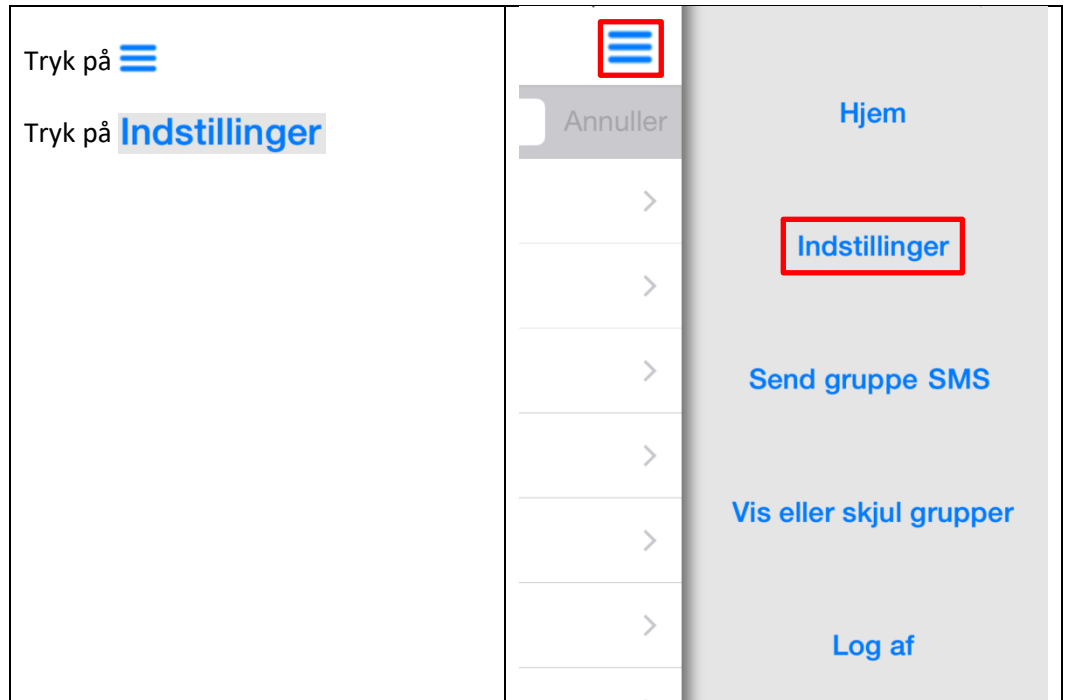 Tryk på
Tryk på Indstillinger
Annuller
Hjem
Indstillinger
Send gruppe SMS
Vis eller skjul grupper
Log af